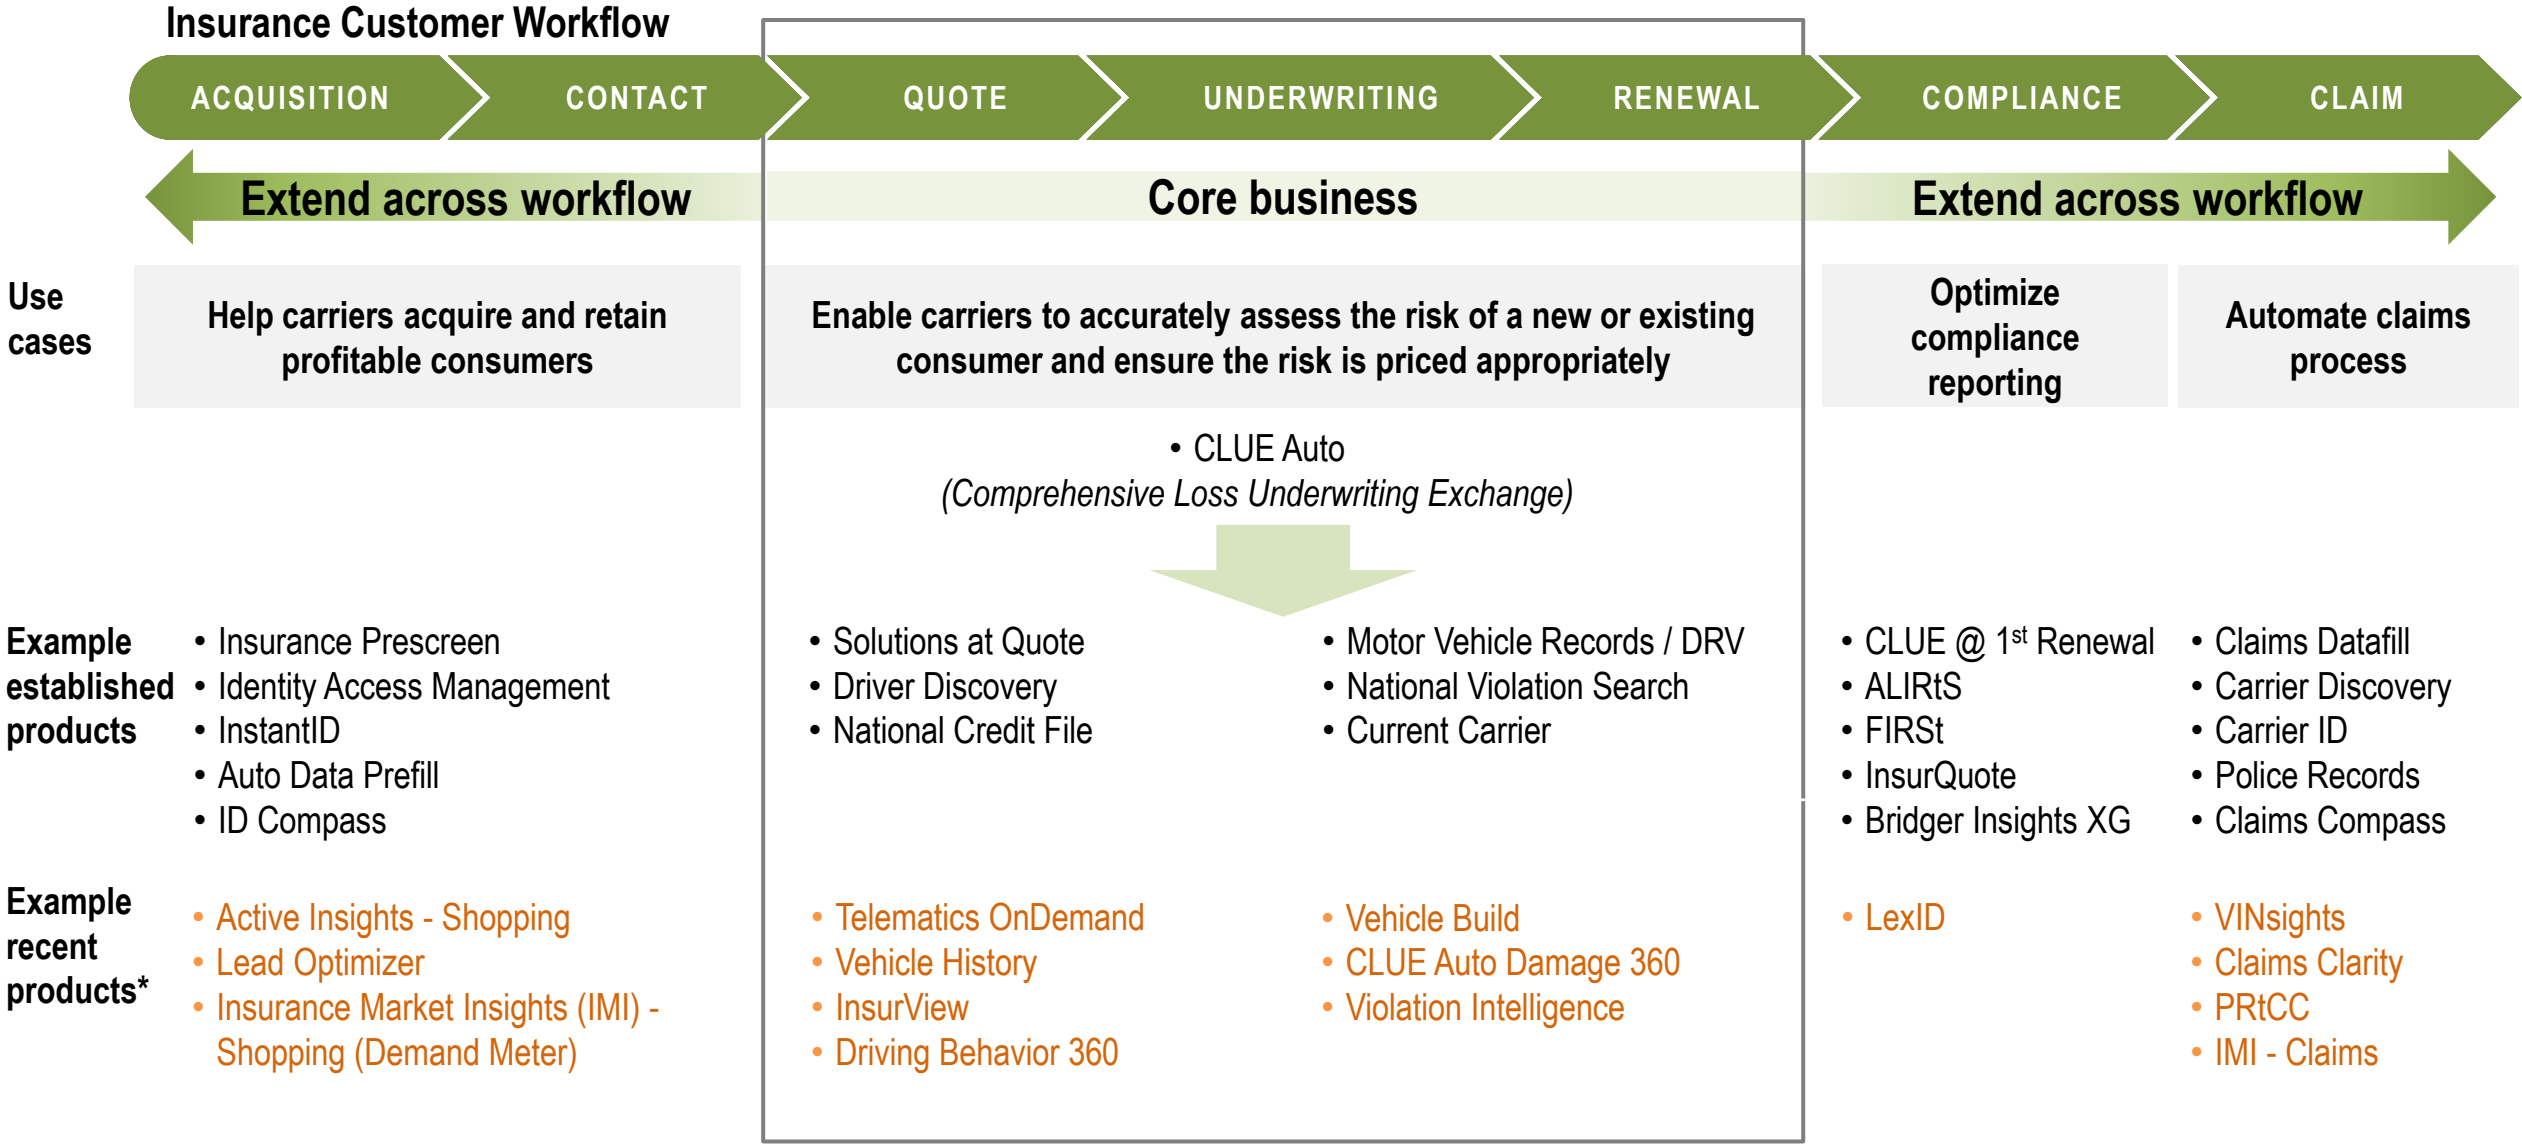 Insurance Customer Workflow
ACQUISITION
CONTACT
QUOTE
UNDERWRITING
RENEWAL
COMPLIANCE
CLAIM
Extend across workflow
Core business
Extend across workflow
Use
cases
Help carriers acquire and retain
profitable consumers
Enable carriers to accurately assess the risk of a new or existing
consumer and ensure the risk is priced appropriately
Optimize
compliance
reporting
Automate claims
process
• CLUE Auto
(Comprehensive Loss Underwriting Exchange)
Example
established
products
• Insurance Prescreen
• Identity Access Management
• InstantID
• Auto Data Prefill
• ID Compass
• Solutions at Quote
• Driver Discovery
• National Credit File
• Motor Vehicle Records / DRV
• National Violation Search
• Current Carrier
• CLUE @ 1st Renewal
• ALIRtS
• FIRSt
• InsurQuote
• Bridger Insights XG
• Claims Datafill
• Carrier Discovery
• Carrier ID
• Police Records
• Claims Compass
Example
recent
products*
• Active Insights - Shopping
• Lead Optimizer
• Insurance Market Insights (IMI) -
Shopping (Demand Meter)
• Telematics OnDemand
• Vehicle History
• InsurView
• Driving Behavior 360
• Vehicle Build
• CLUE Auto Damage 360
• Violation Intelligence
• LexID
• VINsights
• Claims Clarity
• PRtCC
• IMI - Claims